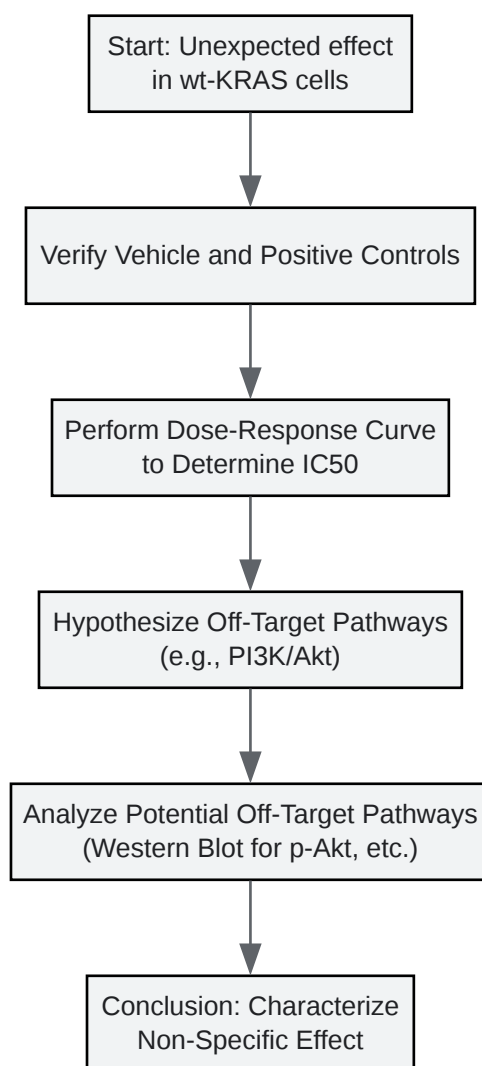 Start: Unexpected effect
in wt-KRAS cells
Verify Vehicle and Positive Controls
Perform Dose-Response Curve
to Determine IC50
Hypothesize Off-Target Pathways
(e.g., PI3K/Akt)
Analyze Potential Off-Target Pathways
(Western Blot for p-Akt, etc.)
Conclusion: Characterize
Non-Specific Effect